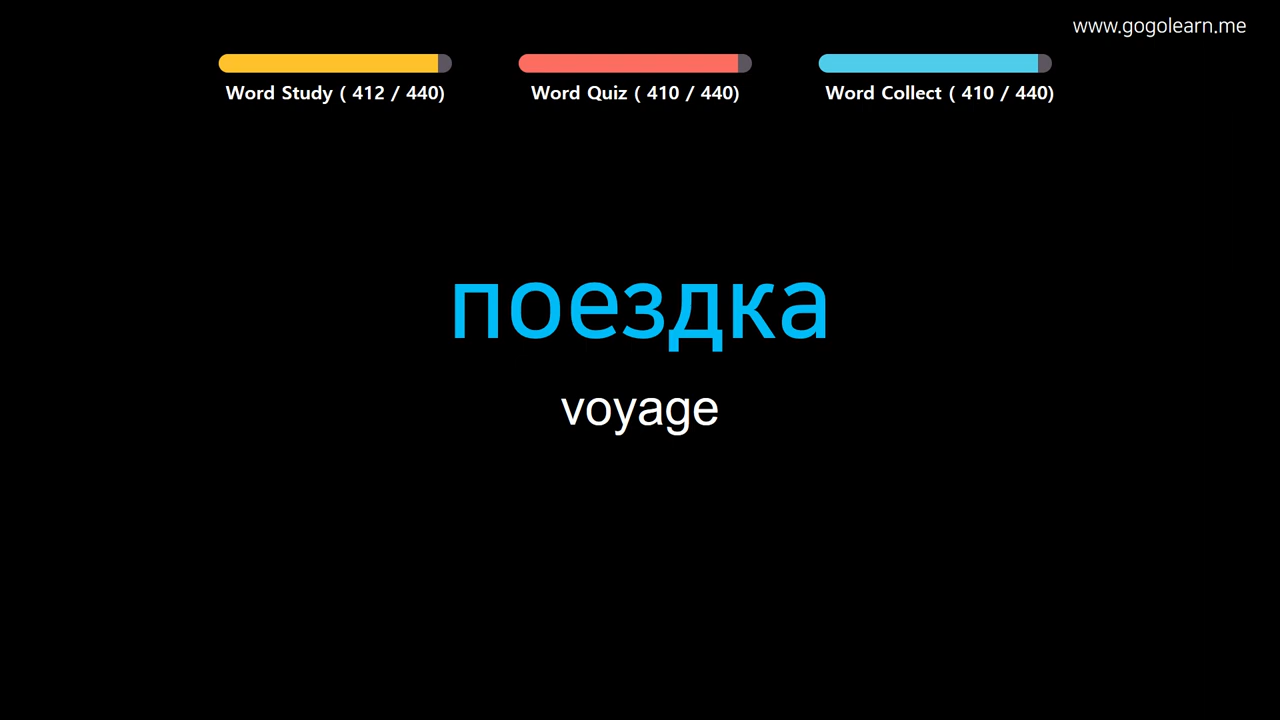 www.gogolearn.me
Word Study ( 412 / 440)
Word Quiz ( 410 / 440)
Word Collect ( 410 / 440)
поездка
voyage